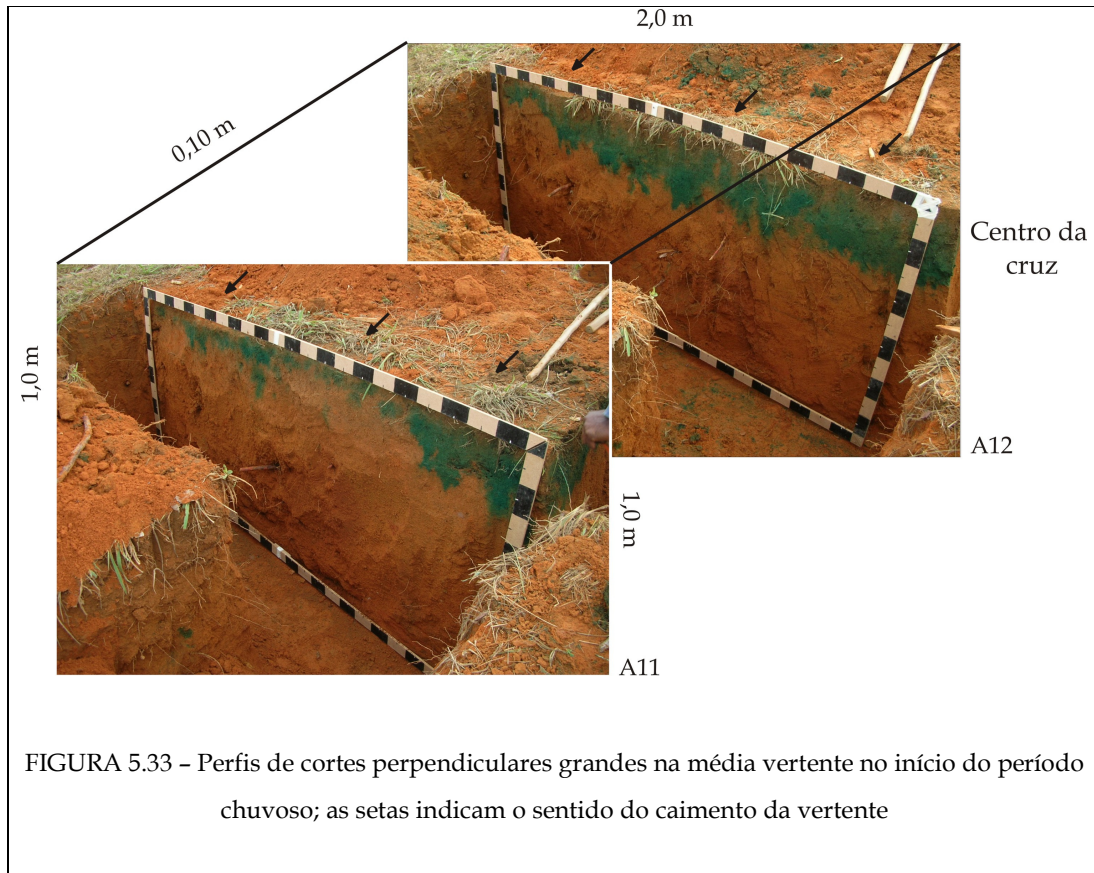 2,0 m
0,10 m
Centro da
cruz
1,0 m
A12
1,0 m
A11
FIGURA 5.33 – Perfis de cortes perpendiculares grandes na média vertente no início do período
chuvoso; as setas indicam o sentido do caimento da vertente